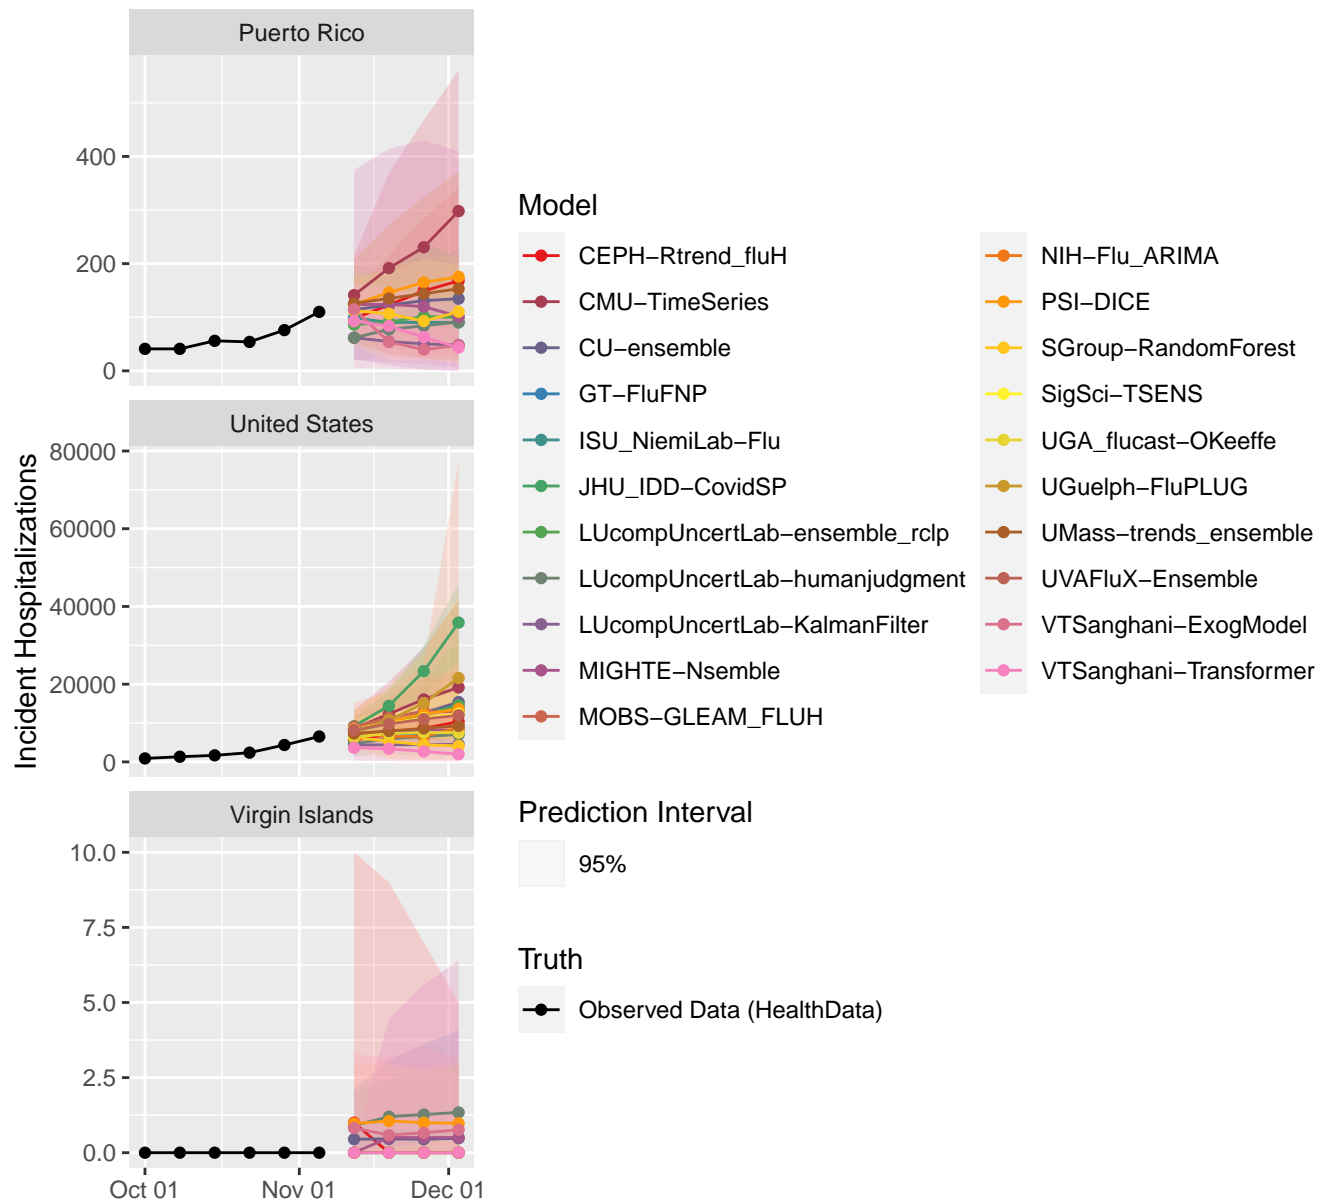 Puerto Rico
400
200
0
United States
80000
60000
40000
20000
0
Virgin Islands
10.0
7.5
5.0
2.5
0.0
Oct 01
Nov 01
Dec 01
Incident Hospitalizations
Model
CEPH−Rtrend_fluH
CMU−TimeSeries
CU−ensemble
GT−FluFNP
ISU_NiemiLab−Flu
JHU_IDD−CovidSP
LUcompUncertLab−ensemble_rclp
LUcompUncertLab−humanjudgment
LUcompUncertLab−KalmanFilter
MIGHTE−Nsemble
MOBS−GLEAM_FLUH
NIH−Flu_ARIMA
PSI−DICE
SGroup−RandomForest
SigSci−TSENS
UGA_flucast−OKeeffe
UGuelph−FluPLUG
UMass−trends_ensemble
UVAFluX−Ensemble
VTSanghani−ExogModel
VTSanghani−Transformer
Prediction Interval
95%
Truth
Observed Data (HealthData)